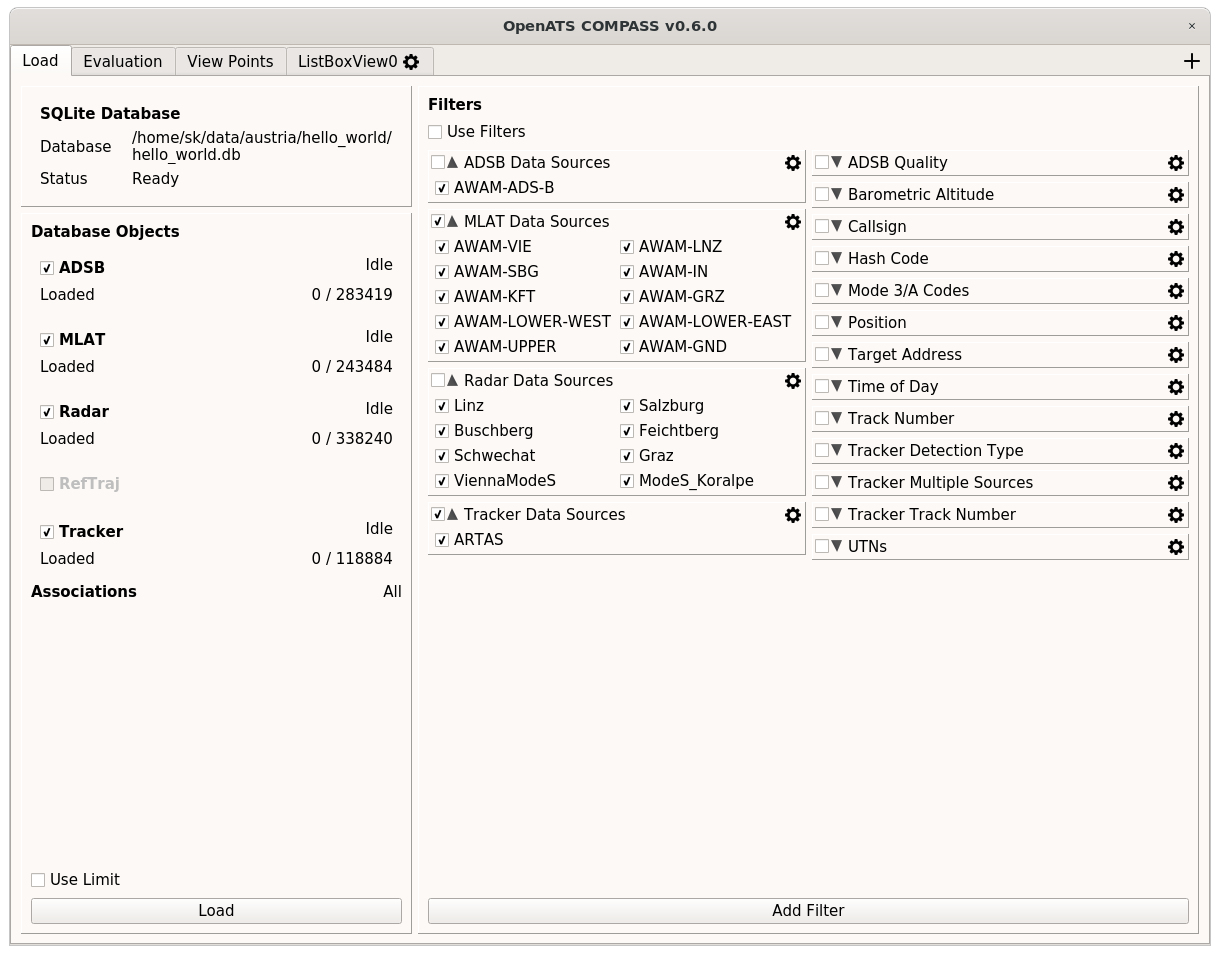 OpenATS COMPASS v0.6.0
×
Load
Evaluation
View Points
ListBoxView0
SQLite Database
Database
/home/sk/data/austria/hello_world/
hello_world.db
Status
Ready
Database Objects
ADSB
Idle
Loaded
0 / 283419
MLAT
Idle
Loaded
0 / 243484
Radar
Idle
Loaded
0 / 338240
RefTraj
Tracker
Idle
Loaded
0 / 118884
Associations
All
Use Limit
Load
Filters
Use Filters
ADSB Data Sources
AWAM-ADS-B
MLAT Data Sources
AWAM-VIE
AWAM-LNZ
AWAM-SBG
AWAM-IN
AWAM-KFT
AWAM-GRZ
AWAM-LOWER-WEST
AWAM-LOWER-EAST
AWAM-UPPER
AWAM-GND
Radar Data Sources
Linz
Salzburg
Buschberg
Feichtberg
Schwechat
Graz
ViennaModeS
ModeS_Koralpe
Tracker Data Sources
ARTAS
ADSB Quality
Barometric Altitude
Callsign
Hash Code
Mode 3/A Codes
Position
Target Address
Time of Day
Track Number
Tracker Detection Type
Tracker Multiple Sources
Tracker Track Number
UTNs
Add Filter